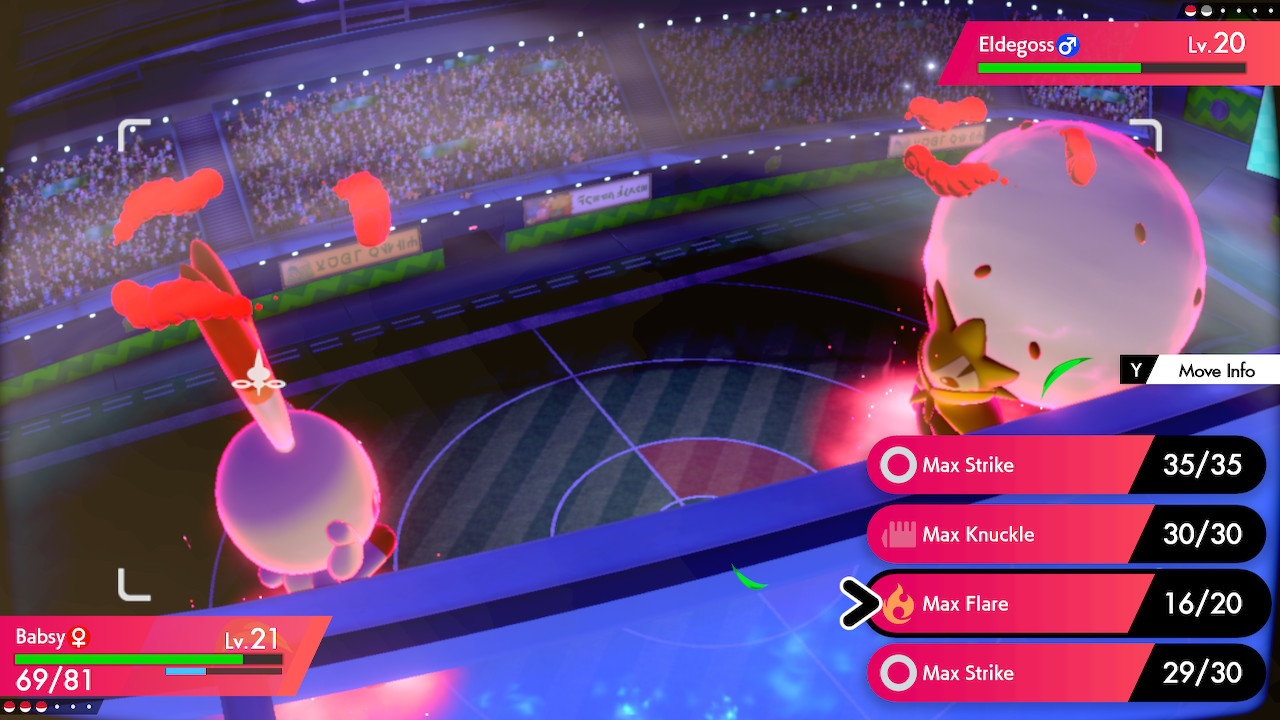 Eldegoss♂ Lv.20
Y Move Info
Max Strike 35/35
Max Knuckle 30/30
Max Flare 16/20
Max Strike 29/30
Babsy♀ Lv.21
69/81